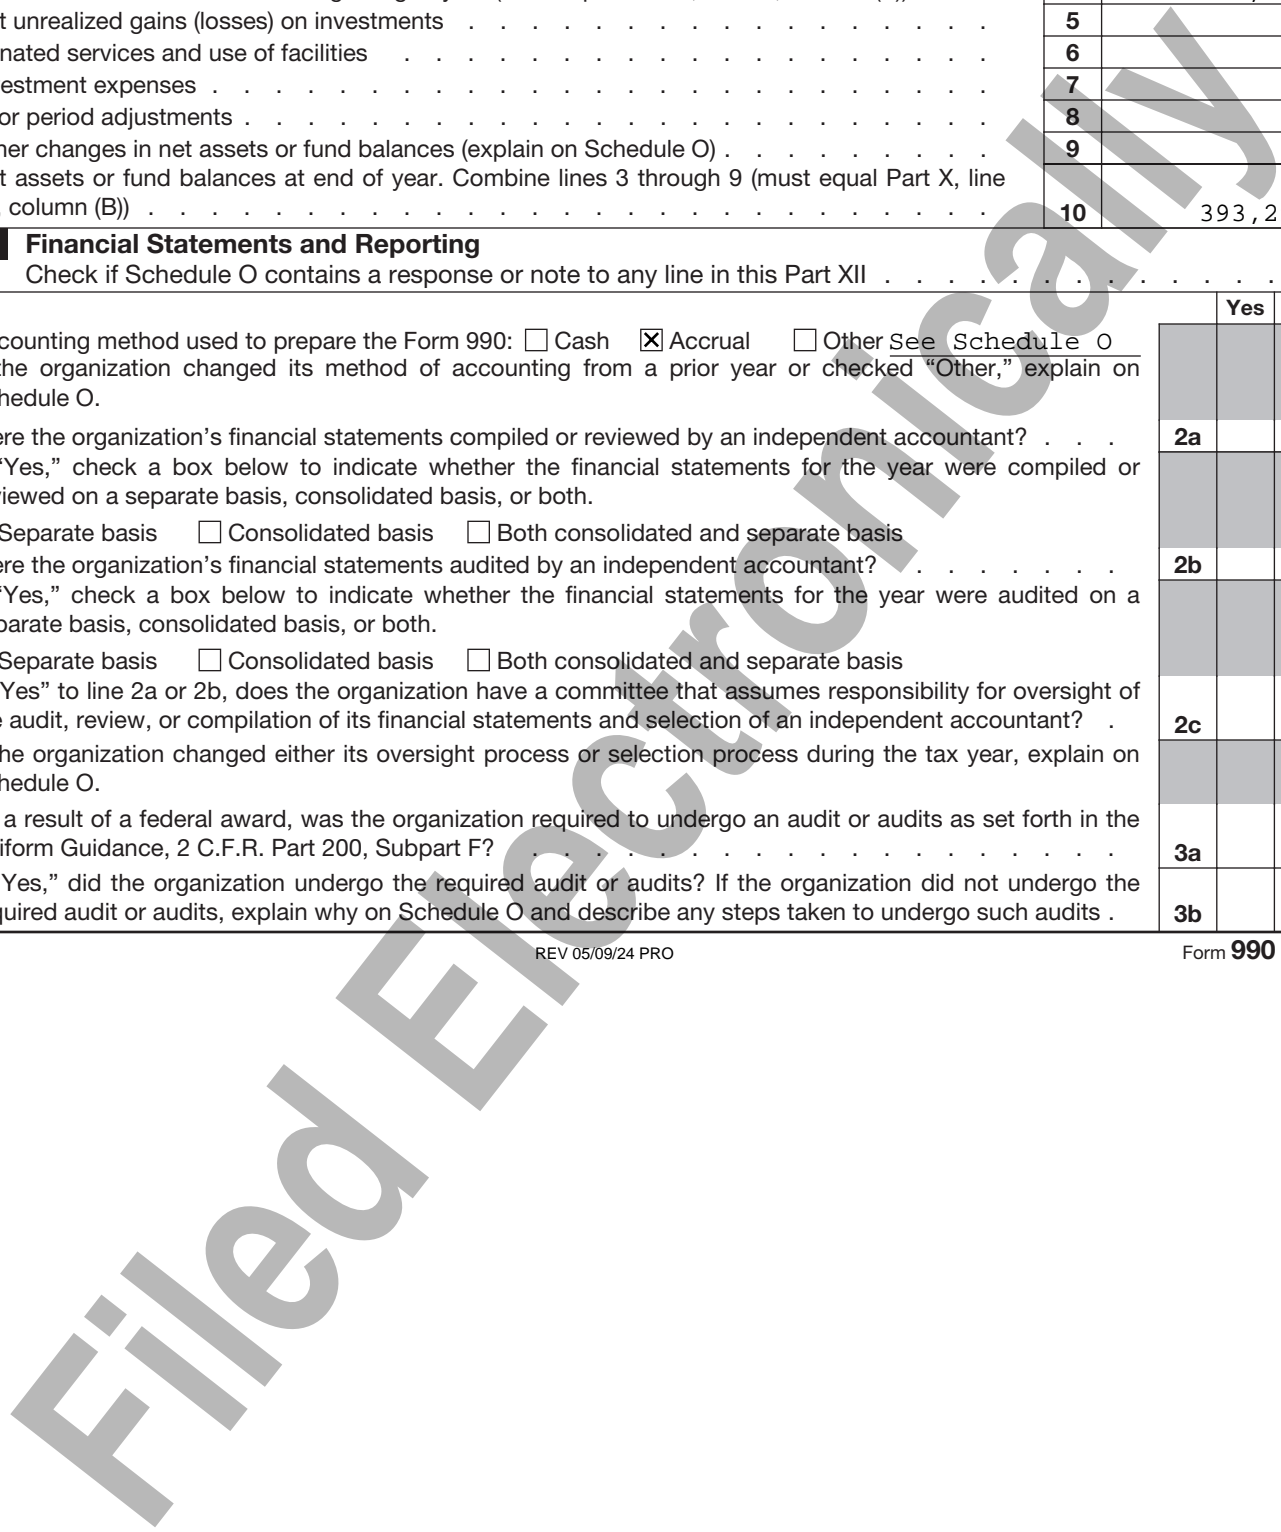 t unrealized gains (losses) on investments . . . . . . . . . . . . . . . . . 5
nated services and use of facilities . . . . . . . . . . . . . . . . . . . 6
estment expenses . . . . . . . . . . . . . . . . . . . . . . . . . 7
or period adjustments . . . . . . . . . . . . . . . . . . . . . . . . 8
her changes in net assets or fund balances (explain on Schedule O) . . . . . . . . . 9
t assets or fund balances at end of year. Combine lines 3 through 9 (must equal Part X, line
, column (B)) . . . . . . . . . . . . . . . . . . . . . . . . . . . 10 393,2
Financial Statements and Reporting
Check if Schedule O contains a response or note to any line in this Part XII . . . . . . . . . . . . .
Yes
counting method used to prepare the Form 990: ☐ Cash ☒ Accrual ☐ Other See Schedule O
the organization changed its method of accounting from a prior year or checked “Other,” explain on
hedule O.
ere the organization’s financial statements compiled or reviewed by an independent accountant? . . . 2a
“Yes,” check a box below to indicate whether the financial statements for the year were compiled or
viewed on a separate basis, consolidated basis, or both.
Separate basis ☐ Consolidated basis ☐ Both consolidated and separate basis
ere the organization’s financial statements audited by an independent accountant? . . . . . . . 2b
“Yes,” check a box below to indicate whether the financial statements for the year were audited on a
parate basis, consolidated basis, or both.
Separate basis ☐ Consolidated basis ☐ Both consolidated and separate basis
Yes” to line 2a or 2b, does the organization have a committee that assumes responsibility for oversight of
e audit, review, or compilation of its financial statements and selection of an independent accountant? . 2c
he organization changed either its oversight process or selection process during the tax year, explain on
hedule O.
a result of a federal award, was the organization required to undergo an audit or audits as set forth in the
iform Guidance, 2 C.F.R. Part 200, Subpart F? . . . . . . . . . . . . . . . . . . 3a
Yes,” did the organization undergo the required audit or audits? If the organization did not undergo the
quired audit or audits, explain why on Schedule O and describe any steps taken to undergo such audits . 3b
REV 05/09/24 PRO Form 990
Filed Electronically